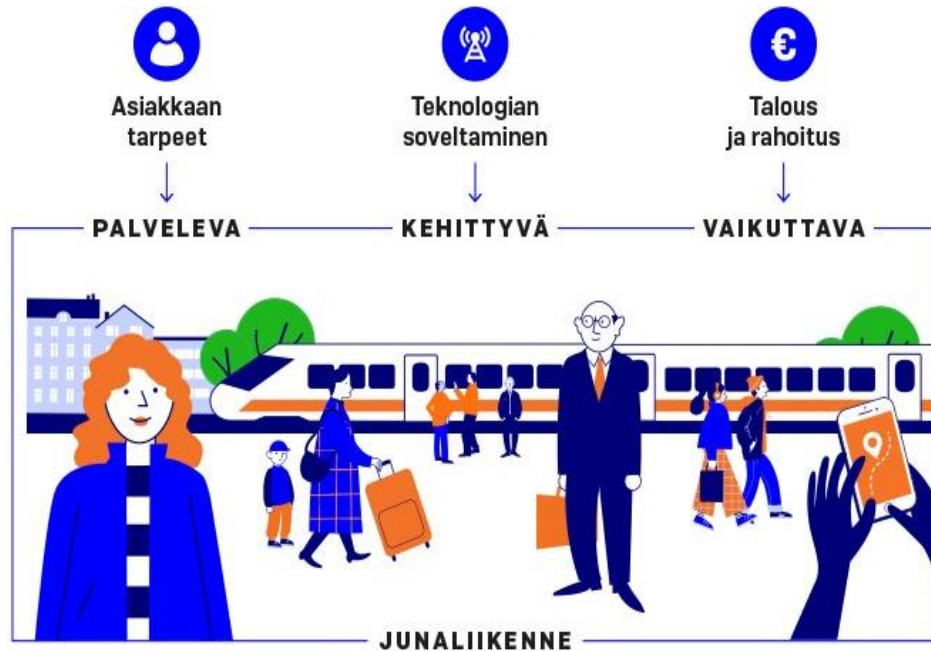 €
Asiakkaan
tarpeet
Teknologian
soveltaminen
Talous
ja rahoitus
PALVELEVA
KEHITTYVÄ
VAIKUTTAVA
JUNALIIKENNE